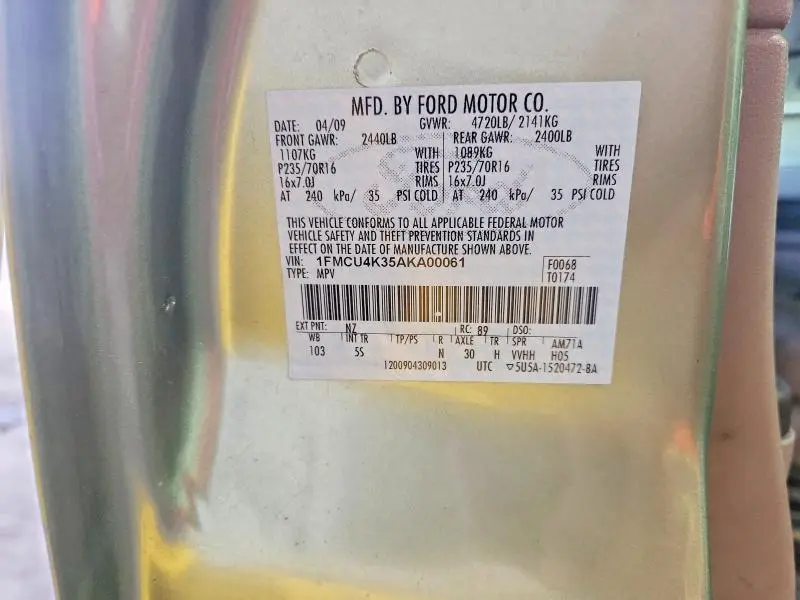 MFD. BY FORD MOTOR CO.
DATE: 04/09 GVWR: 4720LB/ 2141KG
FRONT GAWR: 2440LB REAR GAWR: 2400LB
1107KG WITH 1089KG WITH
P235/70R16 TIRES P235/70R16 TIRES
16x7.0J RIMS 16x7.0J RIMS
AT 240 kPa/ 35 PSI COLD AT 240 kPa/ 35 PSI COLD
THIS VEHICLE CONFORMS TO ALL APPLICABLE FEDERAL MOTOR
VEHICLE SAFETY AND THEFT PREVENTION STANDARDS IN
EFFECT ON THE DATE OF MANUFACTURE SHOWN ABOVE.
VIN: 1FMCU4K35AKA00061 F0068
TYPE: MPV T0174
EXT PNT: NZ RC: 89 DSO:
WB INT TR TP/PS R AXLE TR SPR AM71A
103 5S N 30 H VVHH H05
1200904309013 UTC ▽5U5A-1520472-BA